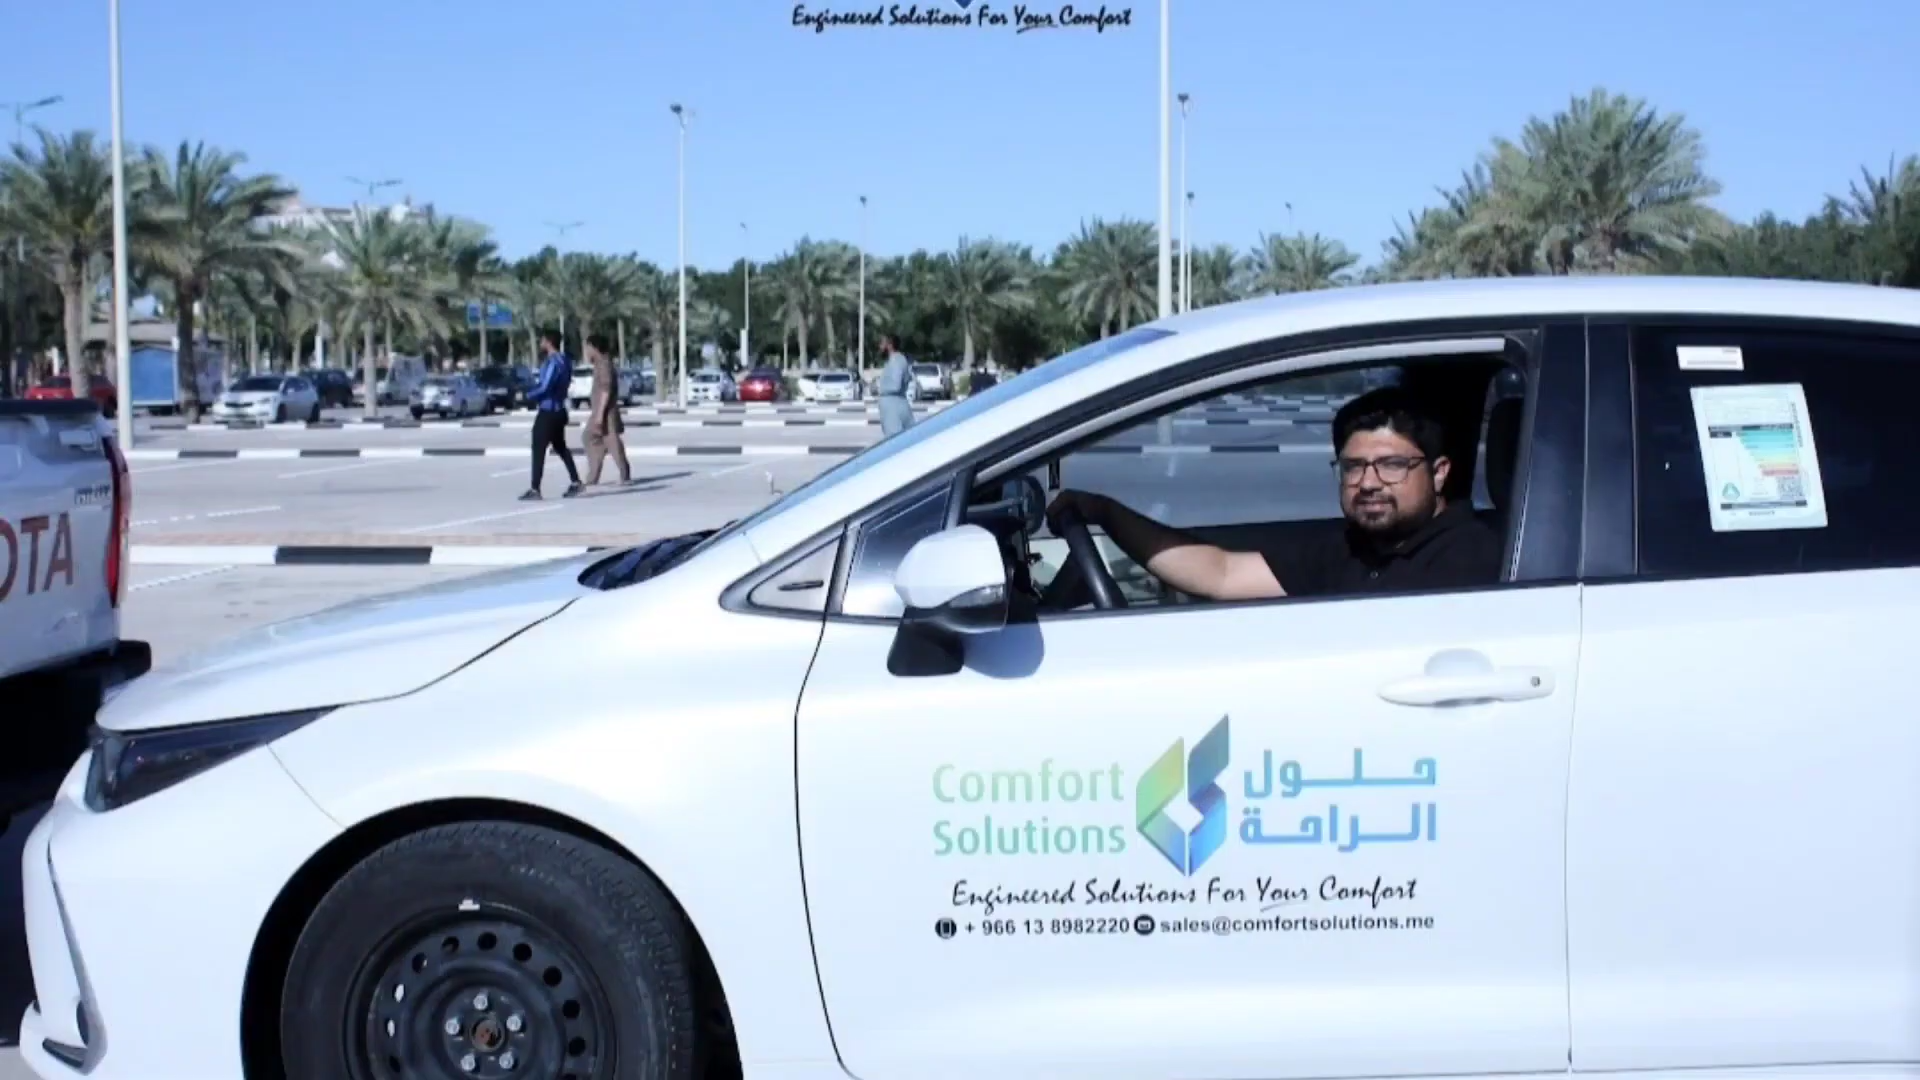 Engineered Solutions For Your Comfort
OTA
Comfort
Solutions
حلول
الراحة
Engineered Solutions For Your Comfort
+ 966 13 8982220 sales@comfortsolutions.me